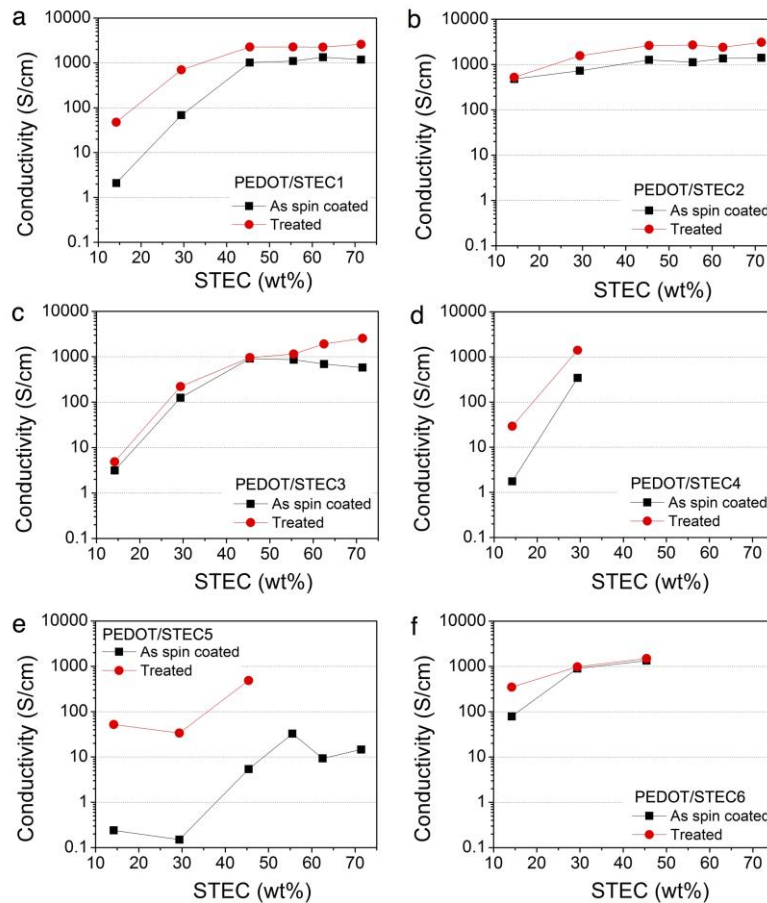 a
10000
1000
100
10
1
0.1
Conductivity (S/cm)
PEDOT/STEC1
As spin coated
Treated
10 20 30 40 50 60 70
STEC (wt%)
b
10000
1000
100
10
1
0.1
Conductivity (S/cm)
PEDOT/STEC2
As spin coated
Treated
10 20 30 40 50 60 70
STEC (wt%)
c
10000
1000
100
10
1
0.1
Conductivity (S/cm)
PEDOT/STEC3
As spin coated
Treated
10 20 30 40 50 60 70
STEC (wt%)
d
10000
1000
100
10
1
0.1
Conductivity (S/cm)
PEDOT/STEC4
As spin coated
Treated
10 20 30 40 50 60 70
STEC (wt%)
e
10000
1000
100
10
1
0.1
Conductivity (S/cm)
PEDOT/STEC5
As spin coated
Treated
10 20 30 40 50 60 70
STEC (wt%)
f
10000
1000
100
10
1
0.1
Conductivity (S/cm)
PEDOT/STEC6
As spin coated
Treated
10 20 30 40 50 60 70
STEC (wt%)